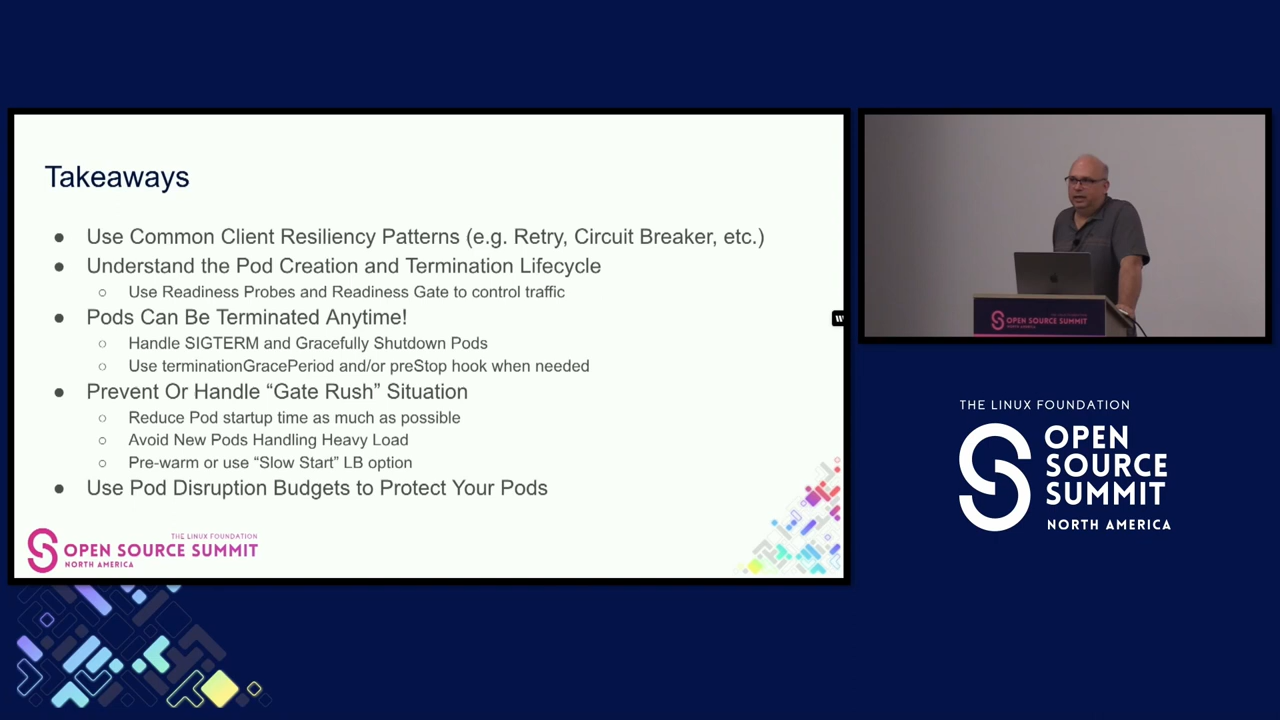 Takeaways
● Use Common Client Resiliency Patterns (e.g. Retry, Circuit Breaker, etc.)
● Understand the Pod Creation and Termination Lifecycle
○ Use Readiness Probes and Readiness Gate to control traffic
● Pods Can Be Terminated Anytime!
○ Handle SIGTERM and Gracefully Shutdown Pods
○ Use terminationGracePeriod and/or preStop hook when needed
● Prevent Or Handle “Gate Rush” Situation
○ Reduce Pod startup time as much as possible
○ Avoid New Pods Handling Heavy Load
○ Pre-warm or use “Slow Start” LB option
● Use Pod Disruption Budgets to Protect Your Pods
THE LINUX FOUNDATION
OPEN SOURCE SUMMIT
NORTH AMERICA
OPEN SOURCE SUMMIT
NORTH AMERICA
THE LINUX FOUNDATION
OPEN
SOURCE
SUMMIT
NORTH AMERICA